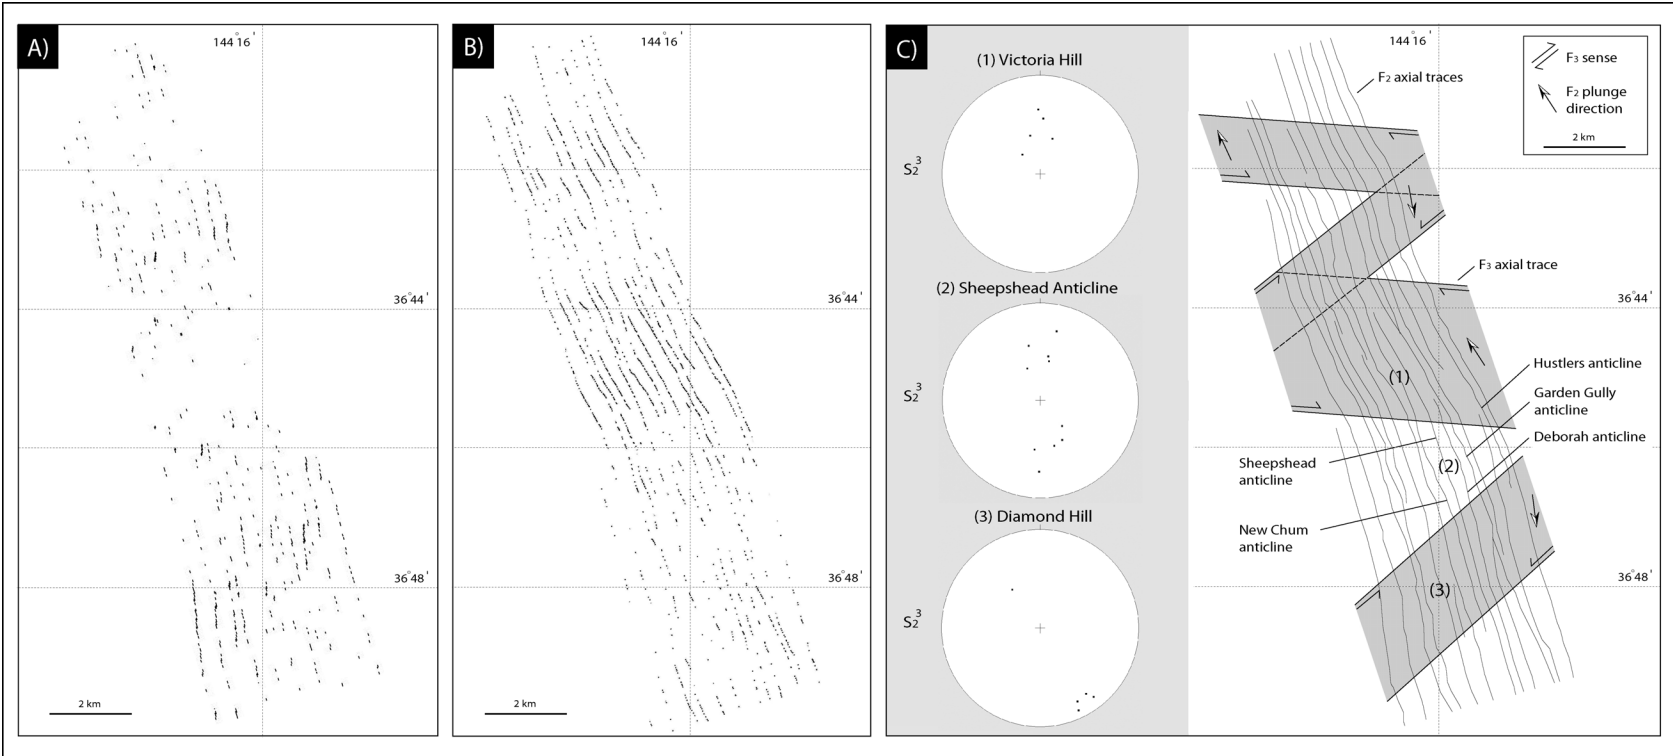 A)
144°16'
36°44'
36°48'
2 km
B)
144°16'
36°44'
36°48'
2 km
C)
(1) Victoria Hill
S₂³
(2) Sheepshead Anticline
S₂³
(3) Diamond Hill
S₂³
144°16'
F₂ axial traces
F₃ sense
F₂ plunge
direction
2 km
F₃ axial trace
36°44'
(1)
Hustlers anticline
Garden Gully
anticline
Deborah anticline
Sheepshead
anticline
(2)
New Chum
anticline
36°48'
(3)